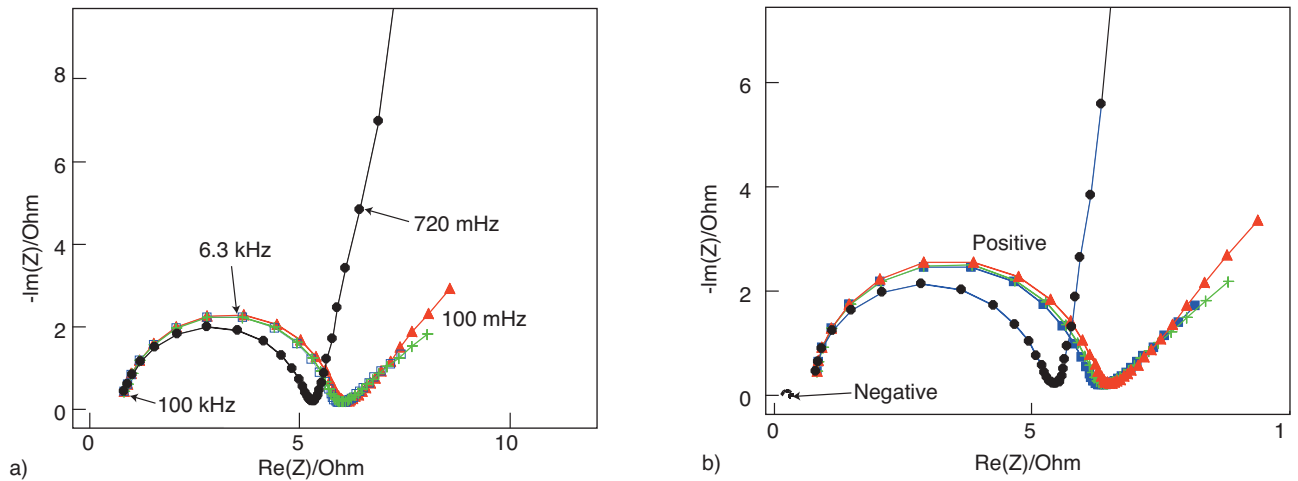 8
6
4
2
0
-Im(Z)/Ohm
720 mHz
6.3 kHz
100 mHz
100 kHz
0
5
10
Re(Z)/Ohm
a)
6
4
2
0
-Im(Z)/Ohm
Positive
Negative
0
5
1
Re(Z)/Ohm
b)